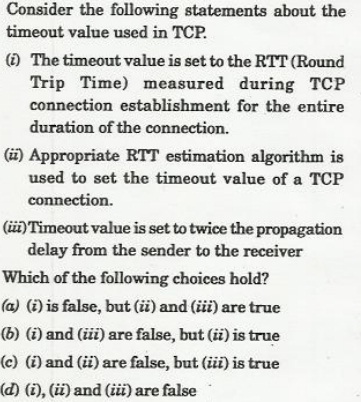 Consider the following statements about the
timeout value used in TCP.
(i) The timeout value is set to the RTT (Round
Trip Time) measured during TCP
connection establishment for the entire
duration of the connection.
(ii) Appropriate RTT estimation algorithm is
used to set the timeout value of a TCP
connection.
(iii) Timeout value is set to twice the propagation
delay from the sender to the receiver
Which of the following choices hold?
(a) (i) is false, but (ii) and (iii) are true
(b) (i) and (iii) are false, but (ii) is true
(c) (i) and (ii) are false, but (iii) is true
(d) (i), (ii) and (iii) are false